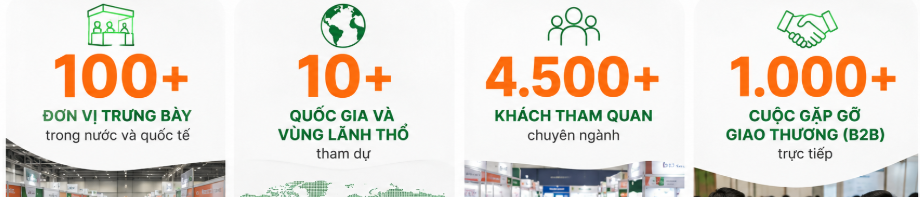 100+
ĐƠN VỊ TRƯNG BÀY
trong nước và quốc tế
10+
QUỐC GIA VÀ
VÙNG LÃNH THỔ
tham dự
4.500+
KHÁCH THAM QUAN
chuyên ngành
1.000+
CUỘC GẶP GỠ
GIAO THƯƠNG (B2B)
trực tiếp